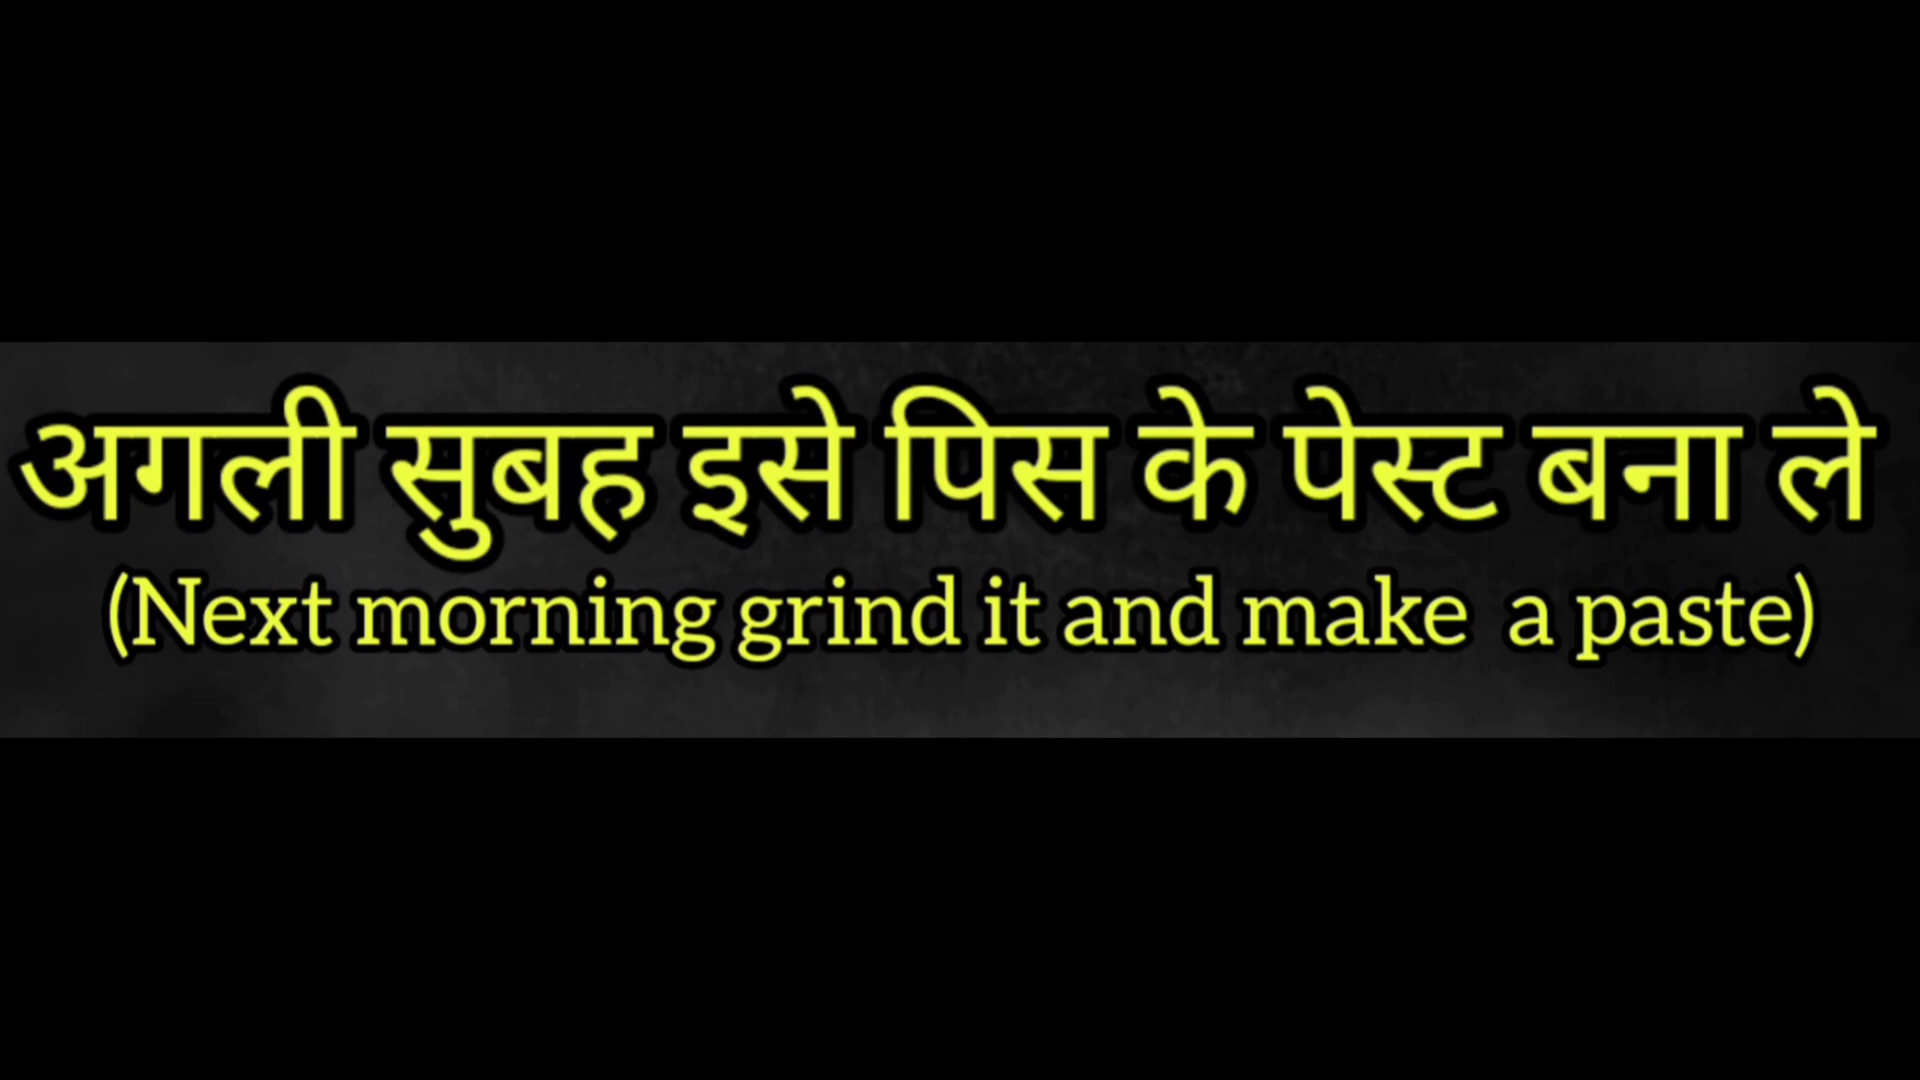 अगली सुबह इसे पिस के पेस्ट बना ले
(Next morning grind it and make  a paste)